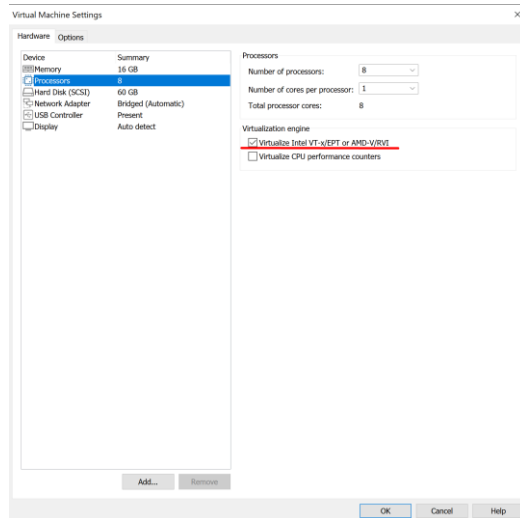 Virtual Machine Settings
Hardware Options
Device Summary
Memory 16 GB
Processors 8
Hard Disk (SCSI) 60 GB
Network Adapter Bridged (Automatic)
USB Controller Present
Display Auto detect
Add... Remove
Processors
Number of processors: 8
Number of cores per processor: 1
Total processor cores: 8
Virtualization engine
Virtualize Intel VT-x/EPT or AMD-V/RVI
Virtualize CPU performance counters
OK Cancel Help